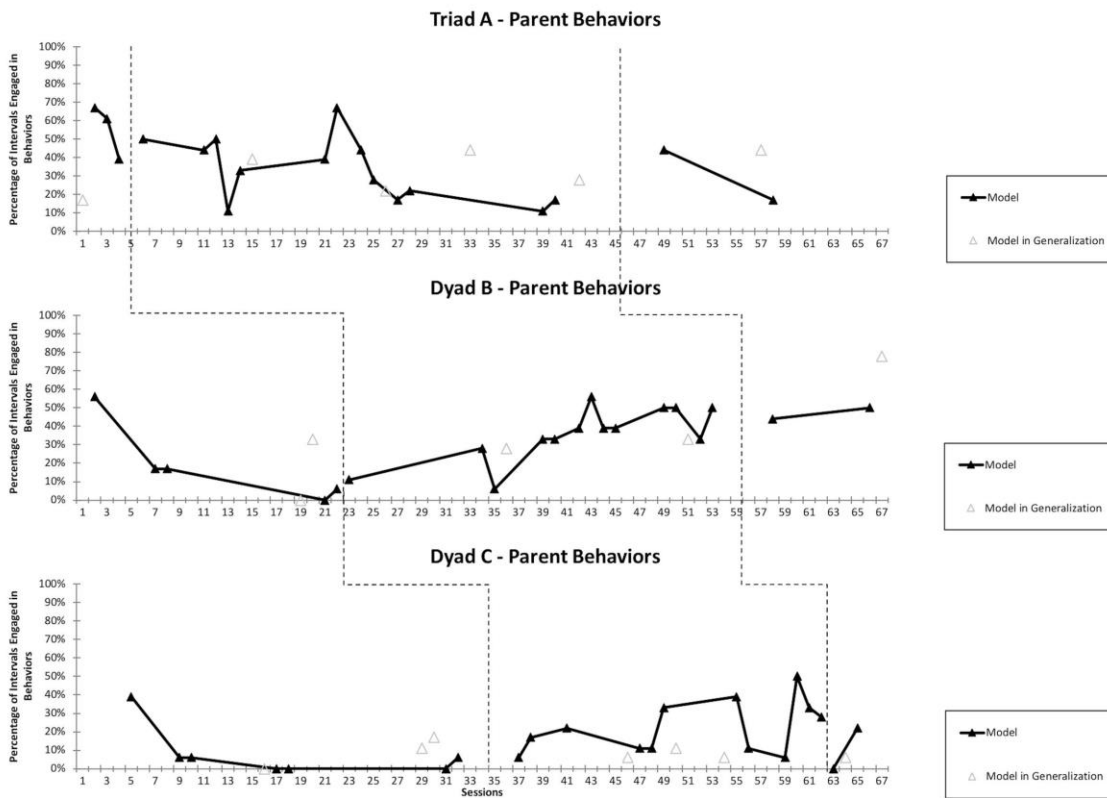 Triad A - Parent Behaviors
Percentage of Intervals Engaged in
Behaviors
100%
90%
80%
70%
60%
50%
40%
30%
20%
10%
0%
1 3 5 7 9 11 13 15 17 19 21 23 25 27 29 31 33 35 37 39 41 43 45 47 49 51 53 55 57 59 61 63 65 67
Model
Model in Generalization
Dyad B - Parent Behaviors
Percentage of Intervals Engaged in
Behaviors
100%
90%
80%
70%
60%
50%
40%
30%
20%
10%
0%
1 3 5 7 9 11 13 15 17 19 21 23 25 27 29 31 33 35 37 39 41 43 45 47 49 51 53 55 57 59 61 63 65 67
Model
Model in Generalization
Dyad C - Parent Behaviors
Percentage of Intervals Engaged in
Behaviors
100%
90%
80%
70%
60%
50%
40%
30%
20%
10%
0%
1 3 5 7 9 11 13 15 17 19 21 23 25 27 29 31 33 35 37 39 41 43 45 47 49 51 53 55 57 59 61 63 65 67
Sessions
Model
Model in Generalization